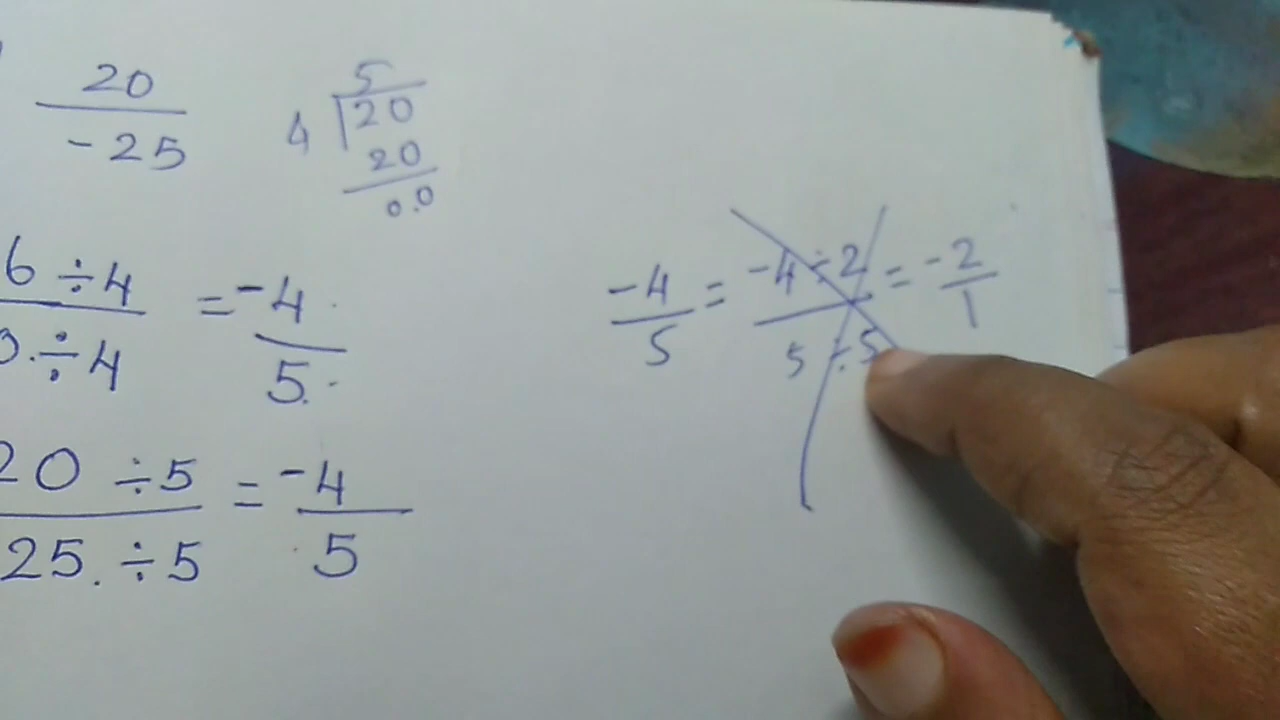 20
-25
5
4 20
20
0.0
6 ÷4 = -4
0. ÷4 5.
-4 = -4 ÷2 = -2
5 5 ÷5 1
20 ÷5 = -4
25. ÷5 5